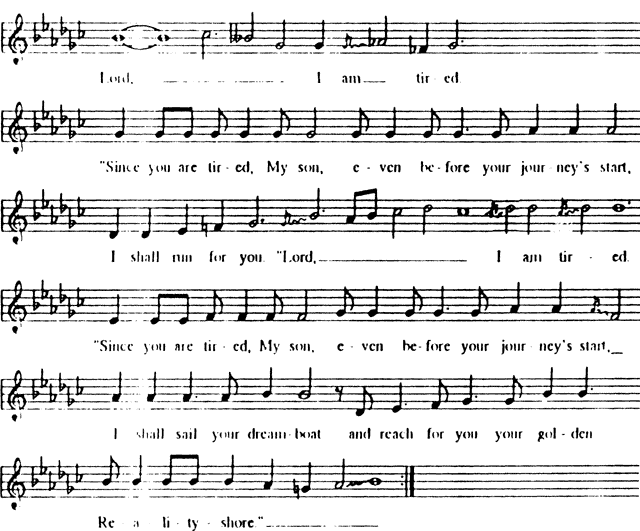 Lord, I am tir - ed.
"Since you are tir - ed, My son, e - ven be - fore your jour - ney's start,
I shall run for you. "Lord, I am tir - ed.
"Since you are tir - ed, My son, e - ven be - fore your jour - ney's start,
I shall sail your dream - boat and reach for you your gol - den
Re - a - li - ty - shore."